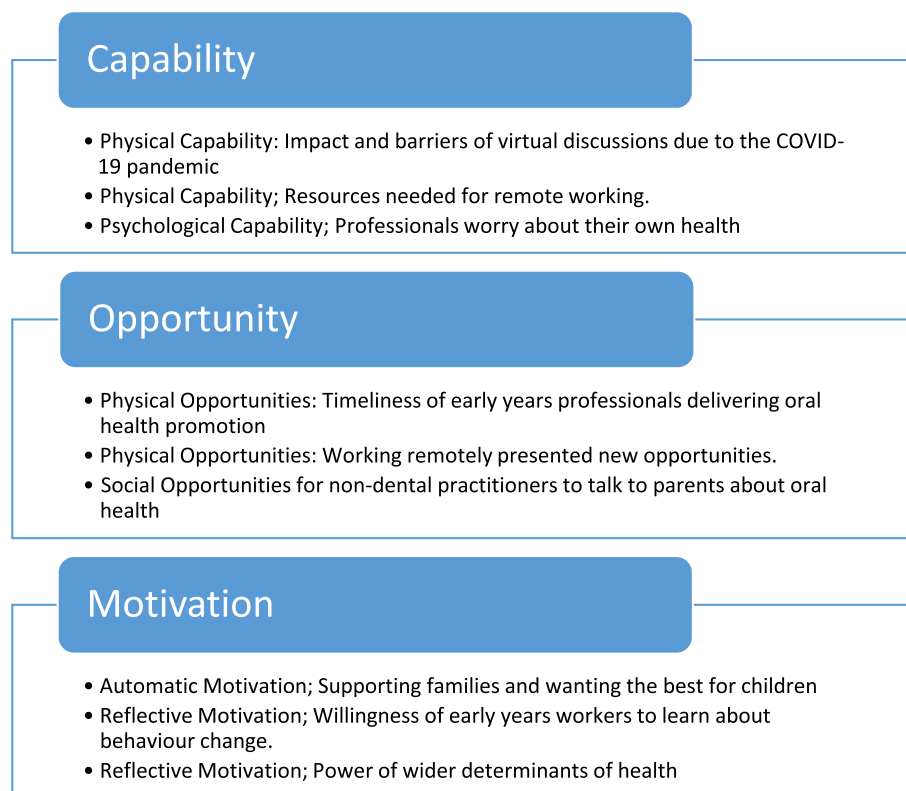 Capability
• Physical Capability: Impact and barriers of virtual discussions due to the COVID-
19 pandemic
• Physical Capability; Resources needed for remote working.
• Psychological Capability; Professionals worry about their own health
Opportunity
• Physical Opportunities: Timeliness of early years professionals delivering oral
health promotion
• Physical Opportunities: Working remotely presented new opportunities.
• Social Opportunities for non-dental practitioners to talk to parents about oral
health
Motivation
• Automatic Motivation; Supporting families and wanting the best for children
• Reflective Motivation; Willingness of early years workers to learn about
behaviour change.
• Reflective Motivation; Power of wider determinants of health